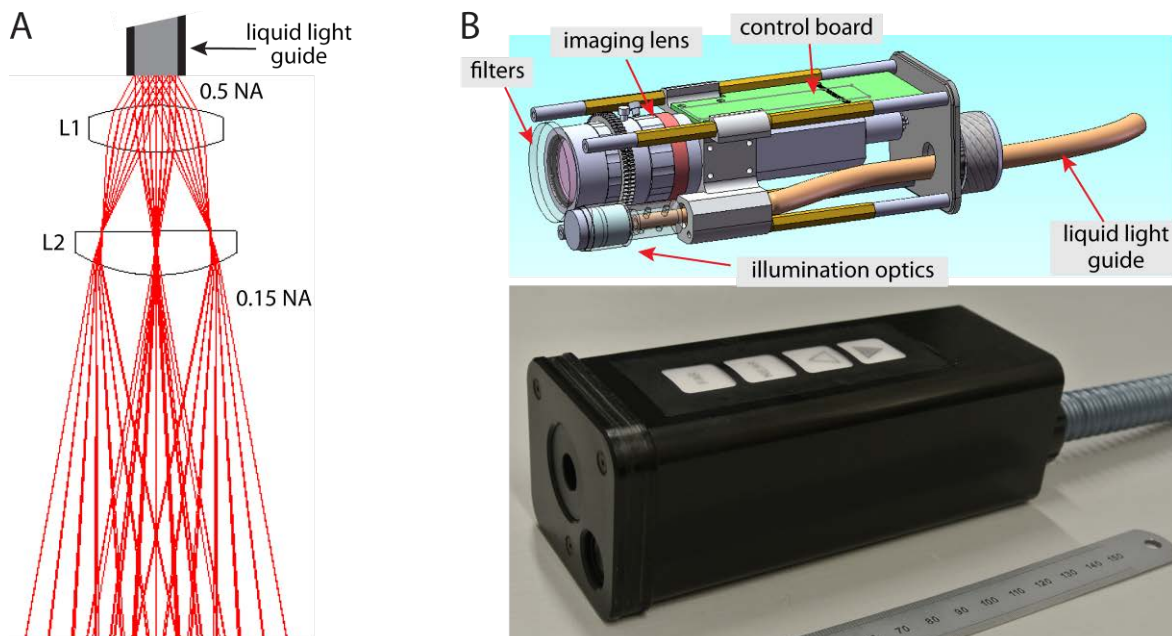 A
liquid light
guide
0.5 NA
L1
L2
0.15 NA
B
imaging lens
control board
filters
liquid light
guide
illumination optics
70 80 90 100 110 120 130 140 150